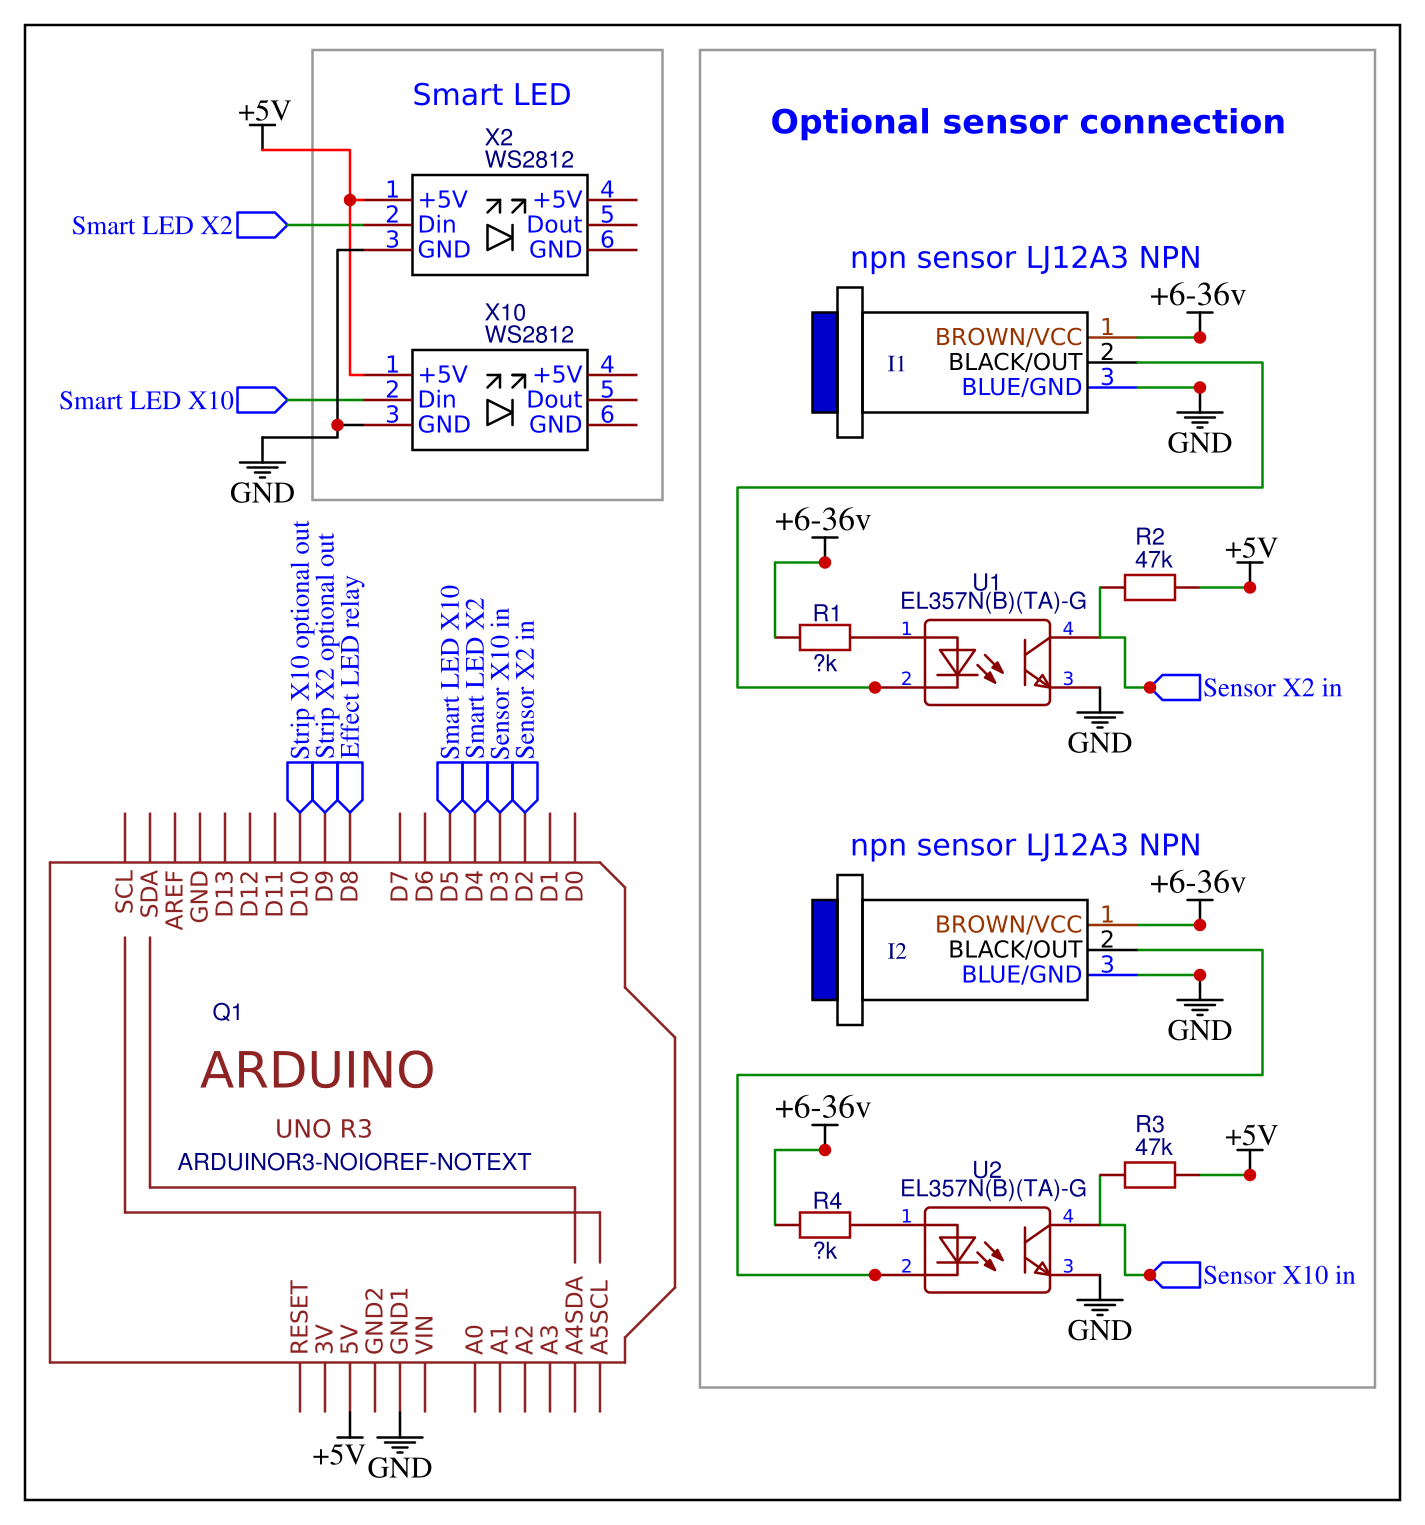 Smart LED
+5V
X2
WS2812
1 +5V +5V 4
Smart LED X2 2 Din Dout 5
3 GND GND 6
X10
WS2812
1 +5V +5V 4
Smart LED X10 2 Din Dout 5
3 GND GND 6
GND
Strip X10 optional out
Strip X2 optional out
Effect LED relay
Smart LED X10
Smart LED X2
Sensor X10 in
Sensor X2 in
SCL
SDA
AREF
GND
D13
D12
D11
D10
D9
D8
D7
D6
D5
D4
D3
D2
D1
D0
Q1
ARDUINO
UNO R3
ARDUINOR3-NOIOREF-NOTEXT
RESET
3V
5V
GND2
GND1
VIN
A0
A1
A2
A3
A4SDA
A5SCL
+5V
GND
Optional sensor connection
npn sensor LJ12A3 NPN
+6-36v
BROWN/VCC 1
I1 BLACK/OUT 2
BLUE/GND 3
GND
+6-36v
R2
47k
+5V
U1
EL357N(B)(TA)-G
R1
?k
1
2
4
3
Sensor X2 in
GND
npn sensor LJ12A3 NPN
+6-36v
BROWN/VCC 1
I2 BLACK/OUT 2
BLUE/GND 3
GND
+6-36v
R3
47k
+5V
U2
EL357N(B)(TA)-G
R4
?k
1
2
4
3
Sensor X10 in
GND